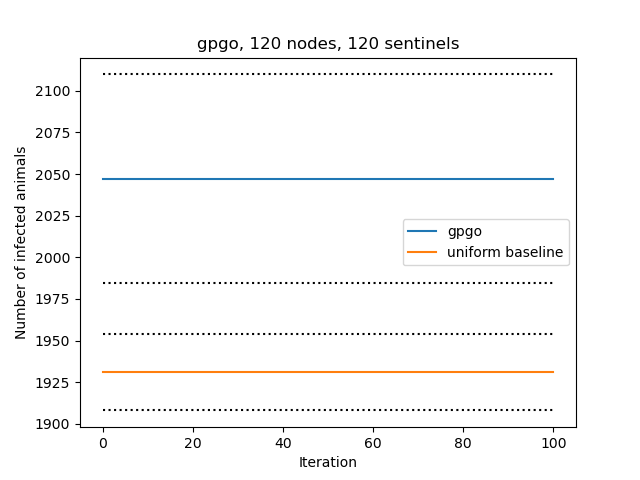 gpgo, 120 nodes, 120 sentinels
2100
2075
2050
2025
2000
1975
1950
1925
1900
Number of infected animals
gpgo
uniform baseline
0 20 40 60 80 100
Iteration